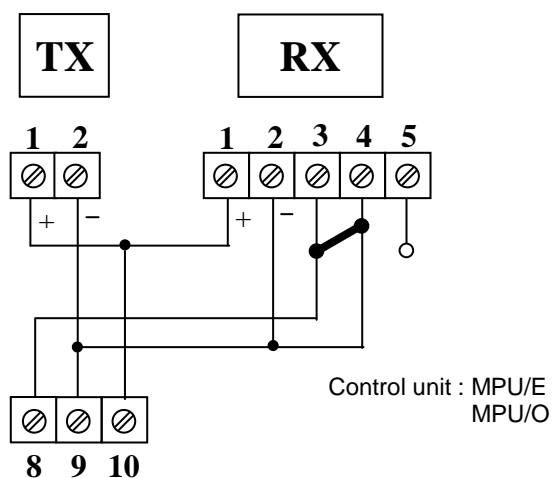 TX RX
1 2 1 2 3 4 5
+ − + −
Control unit : MPU/E
MPU/O
8 9 10